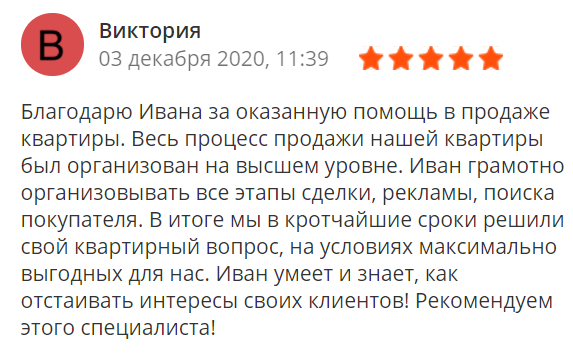 В
Виктория
03 декабря 2020, 11:39
Благодарю Ивана за оказанную помощь в продаже
квартиры. Весь процесс продажи нашей квартиры
был организован на высшем уровне. Иван грамотно
организовывать все этапы сделки, рекламы, поиска
покупателя. В итоге мы в кротчайшие сроки решили
свой квартирный вопрос, на условиях максимально
выгодных для нас. Иван умеет и знает, как
отстаивать интересы своих клиентов! Рекомендуем
этого специалиста!